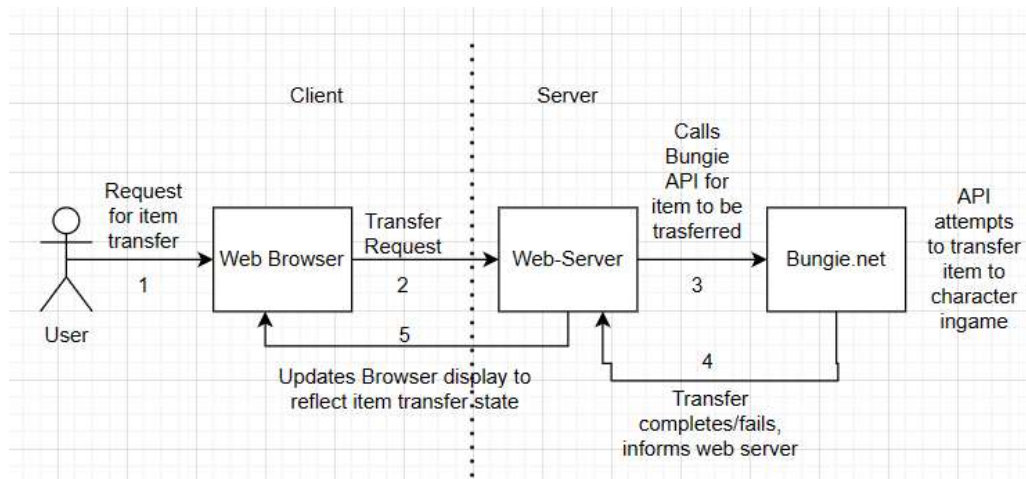 Client
Server
Request
for item
transfer
1
User
Web Browser
Transfer
Request
2
Web-Server
Calls
Bungie
API for
item to be
trasferred
3
Bungie.net
API
attempts
to transfer
item to
character
ingame
5
Updates Browser display to
reflect item transfer state
4
Transfer
completes/fails,
informs web server